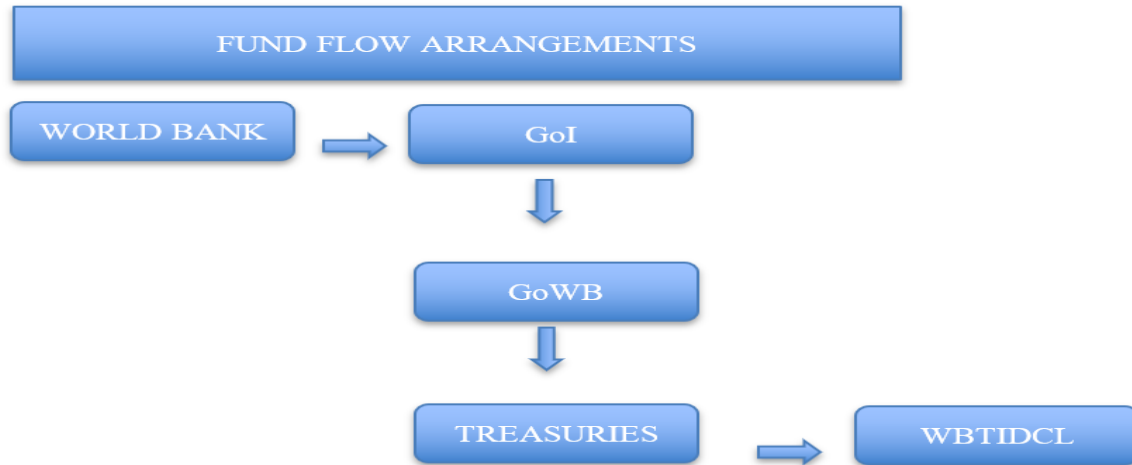 FUND FLOW ARRANGEMENTS
WORLD BANK
GoI
GoWB
TREASURIES
WBTIDCL